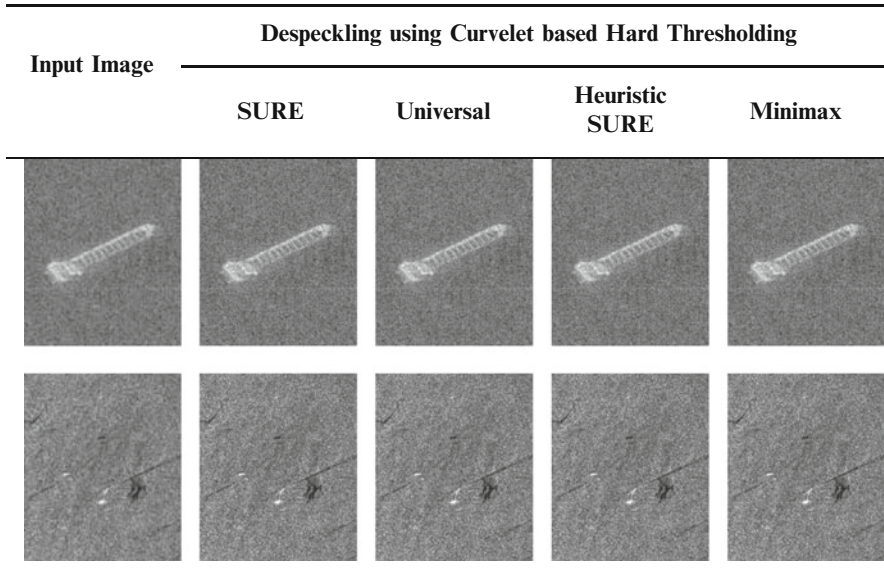 Despeckling using Curvelet based Hard Thresholding
Input Image
SURE
Universal
Heuristic
SURE
Minimax